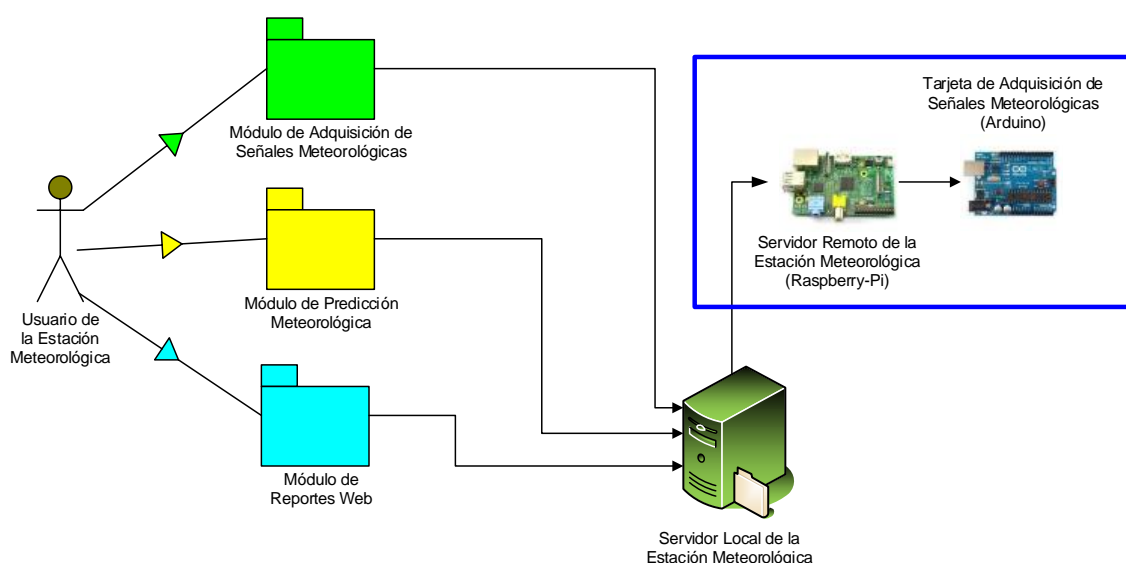 Módulo de Adquisición de
Señales Meteorológicas
Tarjeta de Adquisición de
Señales Meteorológicas
(Arduino)
Servidor Remoto de la
Estación Meteorológica
(Raspberry-Pi)
Módulo de Predicción
Meteorológica
Usuario de
la Estación
Meteorológica
Módulo de
Reportes Web
Servidor Local de la
Estación Meteorológica